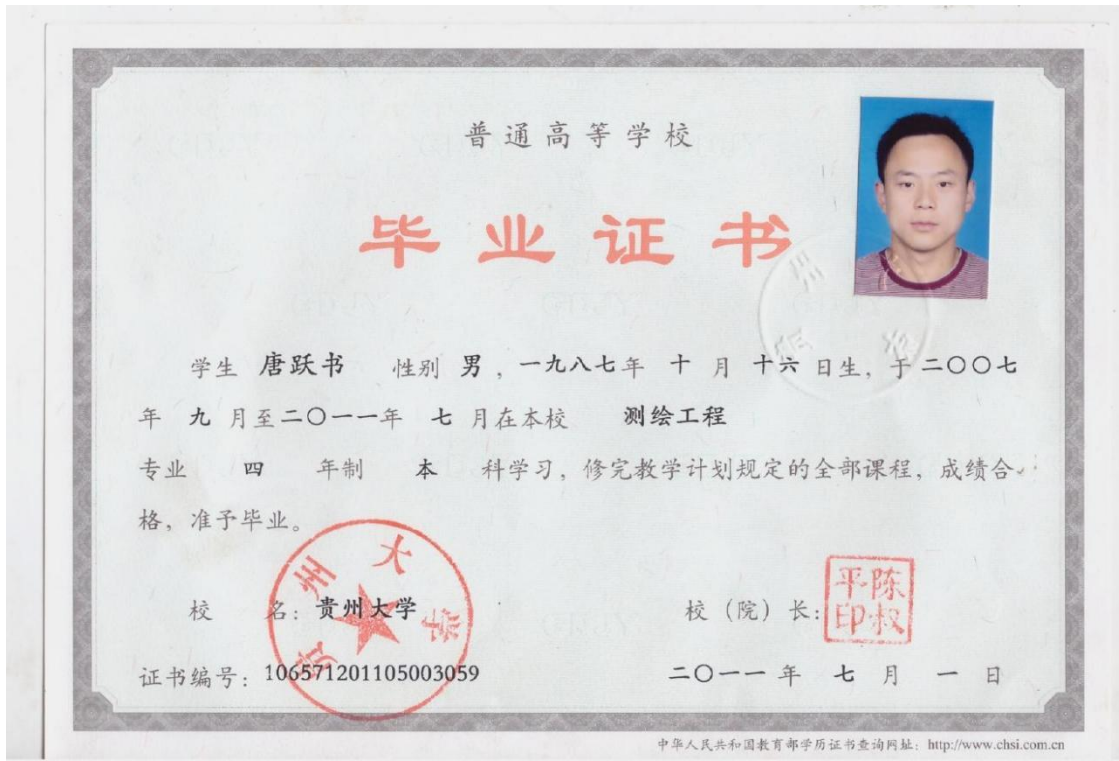 普通高等学校
毕业证书
学生 唐跃书 性别 男，一九八七年 十 月 十六 日生，于二〇〇七
年 九 月至二〇一一年 七 月在本校 测绘工程
专业 四 年制 本 科学习，修完教学计划规定的全部课程，成绩合
格，准予毕业。
贵州大学
校 名：贵州大学 校（院）长：
陈权平印
证书编号：106571201105003059 二〇一一年 七 月 一 日
中华人民共和国教育部学历证书查询网址：http://www.chsi.com.cn